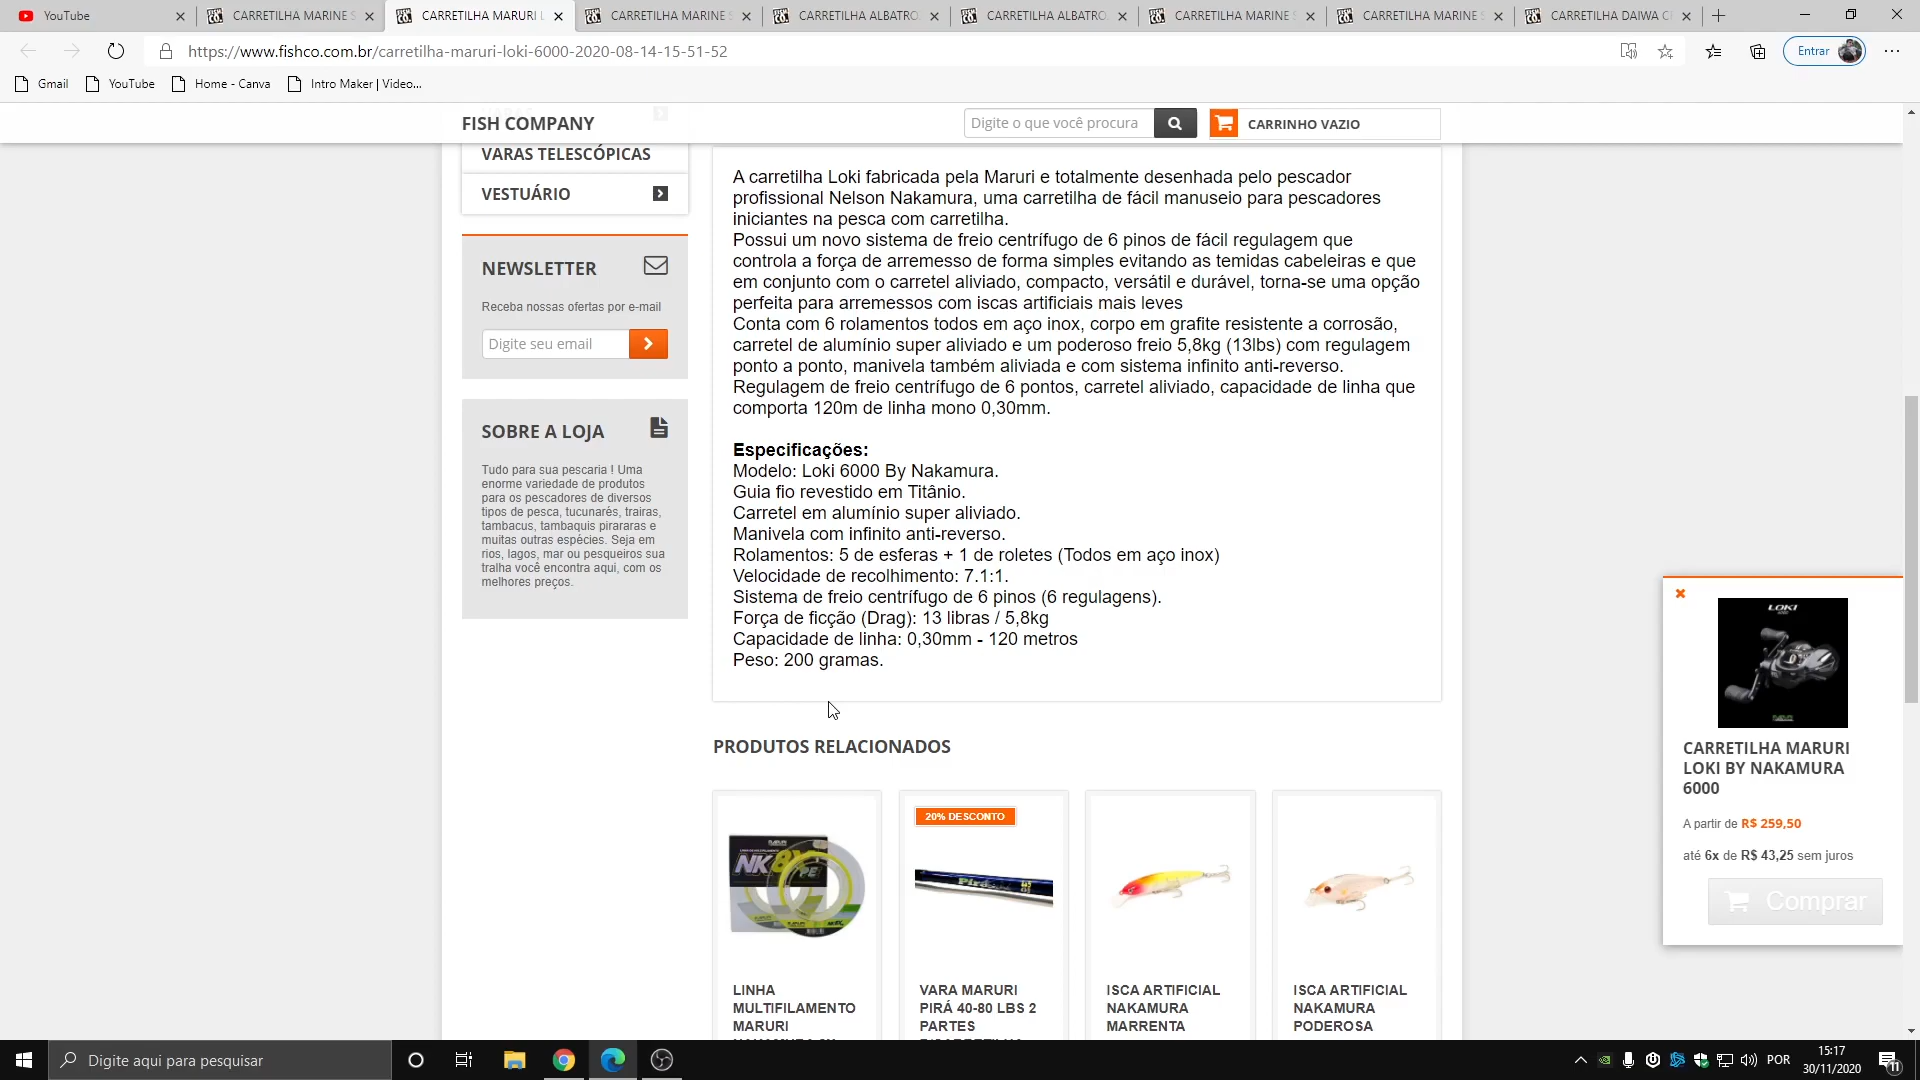 YouTube
CARRETILHA MARINE S
CARRETILHA MARURI L
CARRETILHA MARINE S
CARRETILHA ALBATRO
CARRETILHA ALBATRO
CARRETILHA MARINE S
CARRETILHA MARINE S
CARRETILHA DAIWA C
https://www.fishco.com.br/carretilha-maruri-loki-6000-2020-08-14-15-51-52
Entrar
Gmail
YouTube
Home - Canva
Intro Maker | Video...
FISH COMPANY
Digite o que você procura
CARRINHO VAZIO
VARAS TELESCÓPICAS
VESTUÁRIO
NEWSLETTER
Receba nossas ofertas por e-mail
Digite seu email
SOBRE A LOJA
Tudo para sua pescaria ! Uma
enorme variedade de produtos
para os pescadores de diversos
tipos de pesca, tucunarés, trairas,
tambacus, tambaquis pirararas e
muitas outras espécies. Seja em
rios, lagos, mar ou pesqueiros sua
tralha você encontra aqui, com os
melhores preços.
A carretilha Loki fabricada pela Maruri e totalmente desenhada pelo pescador
profissional Nelson Nakamura, uma carretilha de fácil manuseio para pescadores
iniciantes na pesca com carretilha.
Possui um novo sistema de freio centrífugo de 6 pinos de fácil regulagem que
controla a força de arremesso de forma simples evitando as temidas cabeleiras e que
em conjunto com o carretel aliviado, compacto, versátil e durável, torna-se uma opção
perfeita para arremessos com iscas artificiais mais leves
Conta com 6 rolamentos todos em aço inox, corpo em grafite resistente a corrosão,
carretel de alumínio super aliviado e um poderoso freio 5,8kg (13lbs) com regulagem
ponto a ponto, manivela também aliviada e com sistema infinito anti-reverso.
Regulagem de freio centrífugo de 6 pontos, carretel aliviado, capacidade de linha que
comporta 120m de linha mono 0,30mm.
Especificações:
Modelo: Loki 6000 By Nakamura.
Guia fio revestido em Titânio.
Carretel em alumínio super aliviado.
Manivela com infinito anti-reverso.
Rolamentos: 5 de esferas + 1 de roletes (Todos em aço inox)
Velocidade de recolhimento: 7.1:1.
Sistema de freio centrífugo de 6 pinos (6 regulagens).
Força de ficção (Drag): 13 libras / 5,8kg
Capacidade de linha: 0,30mm - 120 metros
Peso: 200 gramas.
PRODUTOS RELACIONADOS
NK 8X PE
LINHA
MULTIFILAMENTO
MARURI
20% DESCONTO
VARA MARURI
PIRÁ 40-80 LBS 2
PARTES
ISCA ARTIFICIAL
NAKAMURA
MARRENTA
ISCA ARTIFICIAL
NAKAMURA
PODEROSA
LOKI
CARRETILHA MARURI
LOKI BY NAKAMURA
6000
A partir de R$ 259,50
até 6x de R$ 43,25 sem juros
Comprar
Digite aqui para pesquisar
POR
15:17
30/11/2020
11